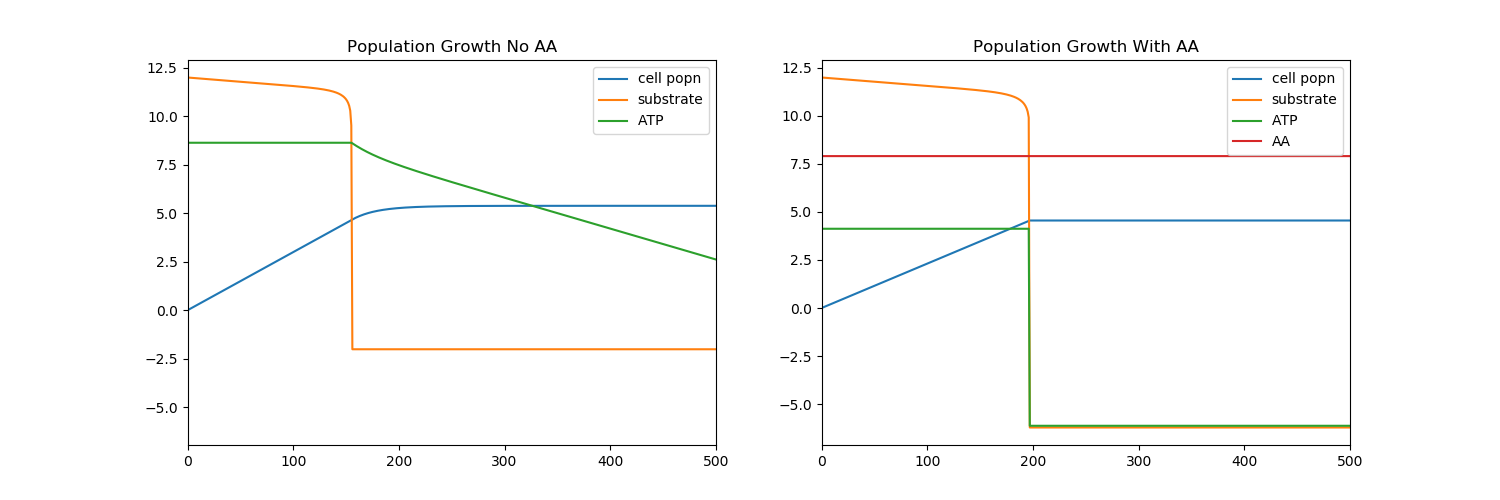 Population Growth No AA
12.5
10.0
7.5
5.0
2.5
0.0
−2.5
−5.0
0 100 200 300 400 500
cell popn
substrate
ATP
Population Growth With AA
12.5
10.0
7.5
5.0
2.5
0.0
−2.5
−5.0
0 100 200 300 400 500
cell popn
substrate
ATP
AA